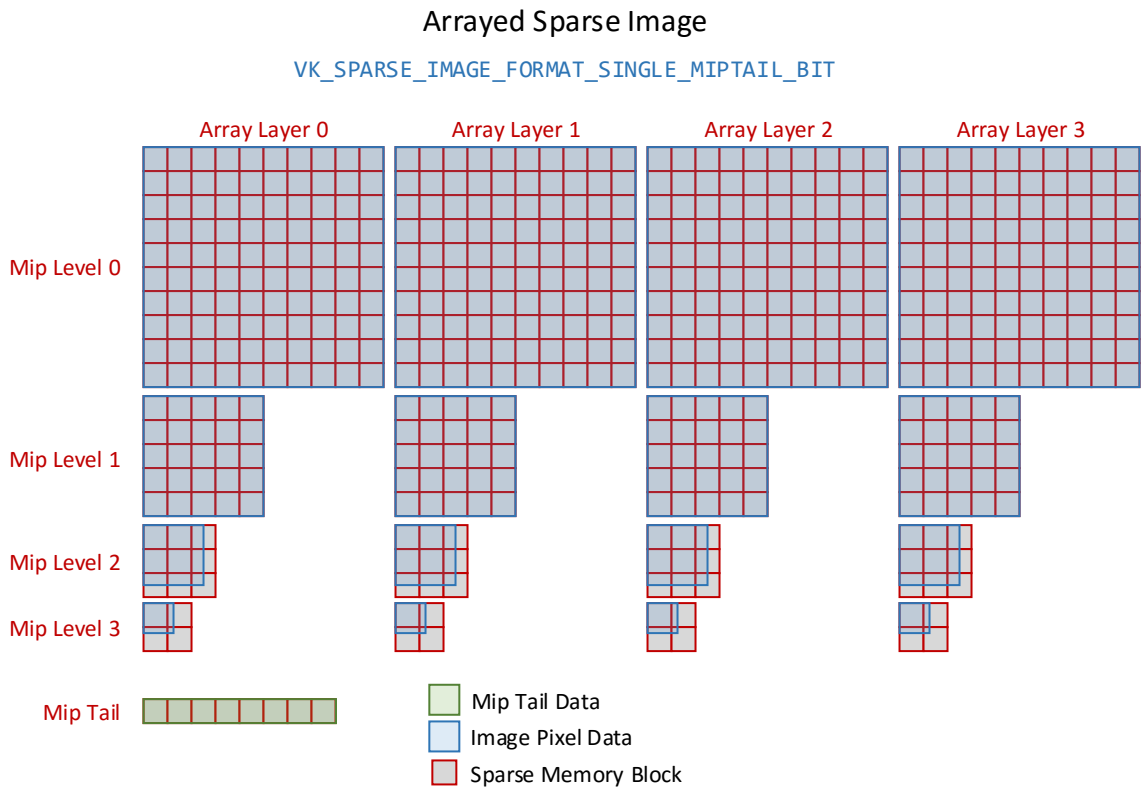 Arrayed Sparse Image
VK_SPARSE_IMAGE_FORMAT_SINGLE_MIPTAIL_BIT
Array Layer 0
Array Layer 1
Array Layer 2
Array Layer 3
Mip Level 0
Mip Level 1
Mip Level 2
Mip Level 3
Mip Tail
Mip Tail Data
Image Pixel Data
Sparse Memory Block